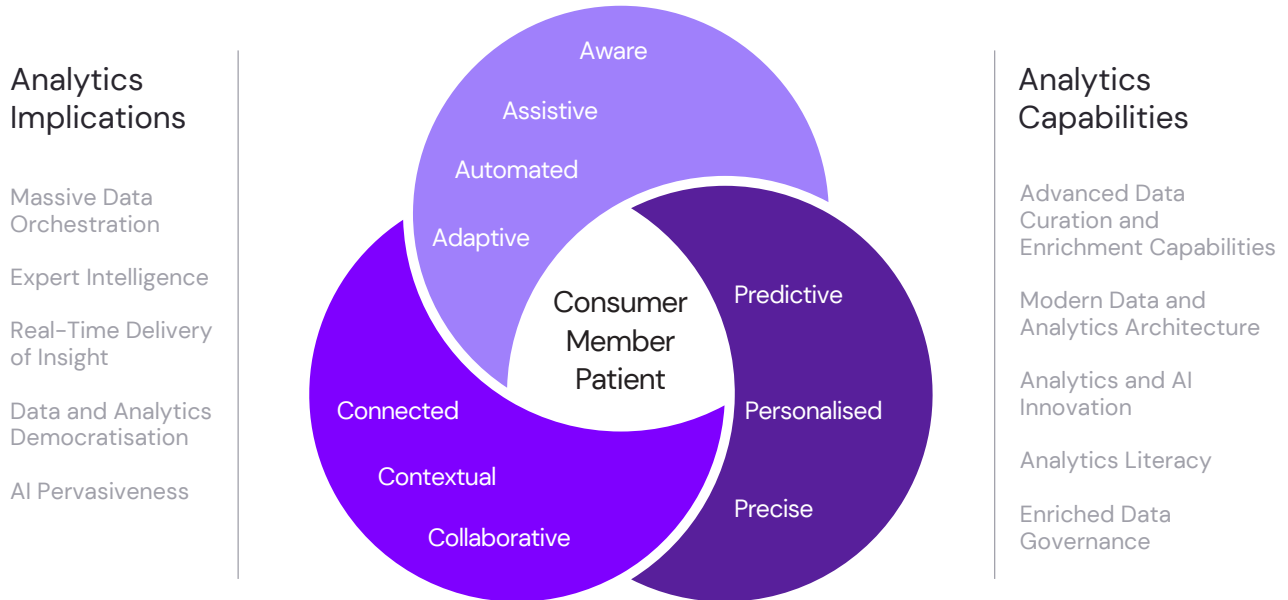 Analytics
Implications
Massive Data
Orchestration
Expert Intelligence
Real-Time Delivery
of Insight
Data and Analytics
Democratisation
AI Pervasiveness
Aware
Assistive
Automated
Adaptive
Consumer
Member
Patient
Predictive
Personalised
Precise
Connected
Contextual
Collaborative
Analytics
Capabilities
Advanced Data
Curation and
Enrichment Capabilities
Modern Data and
Analytics Architecture
Analytics and AI
Innovation
Analytics Literacy
Enriched Data
Governance